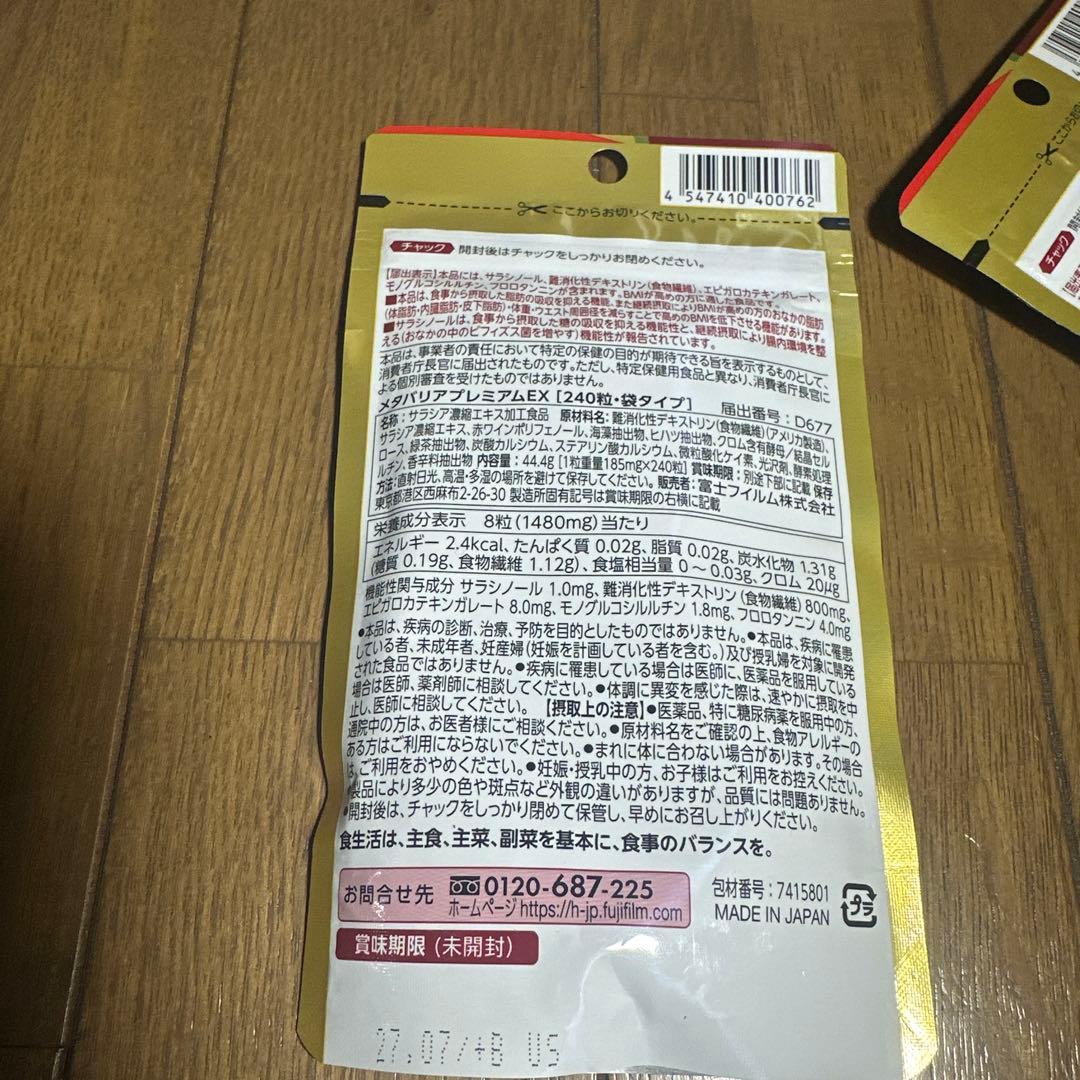 4 547410 400762
ここからお切りください。
チャック 開封後はチャックをしっかりお閉めください。
【届出表示】本品には、サラシノール、難消化性デキストリン(食物繊維)、エピガロカテキンガレート、
モノグルコシルルチン、フロロタンニンが含まれます。BMIが高めの方に適した食品です。
■本品は、食事から摂取した脂肪の吸収を抑える機能、また継続摂取によりBMIが高めの方のおなかの脂肪
(体脂肪・内臓脂肪・皮下脂肪)・体重・ウエスト周囲径を減らすことで高めのBMIを低下させる機能があります。
■サラシノールは、食事から摂取した糖の吸収を抑える機能性と、継続摂取により腸内環境を整
える(おなかの中のビフィズス菌を増やす)機能性が報告されています。
本品は、事業者の責任において特定の保健の目的が期待できる旨を表示するものとして、
消費者庁長官に届出されたものです。ただし、特定保健用食品と異なり、消費者庁長官に
よる個別審査を受けたものではありません。
メタバリアプレミアムEX [240粒・袋タイプ] 届出番号:D677
名称:サラシア濃縮エキス加工食品 原材料名:難消化性デキストリン(食物繊維)(アメリカ製造)、
サラシア濃縮エキス、赤ワインポリフェノール、海藻抽出物、ヒハツ抽出物、クロム含有酵母/結晶セル
ロース、緑茶抽出物、炭酸カルシウム、ステアリン酸カルシウム、微粒酸化ケイ素、光沢剤、酵素処理
ルチン、香辛料抽出物 内容量:44.4g[1粒重量185mg×240粒] 賞味期限:別途下部に記載 保存
方法:直射日光、高温・多湿の場所を避けて保存してください。 販売者:富士フイルム株式会社
東京都港区西麻布2-26-30 製造所固有記号は賞味期限の右横に記載
栄養成分表示 8粒(1480mg)当たり
エネルギー 2.4kcal、たんぱく質 0.02g、脂質 0.02g、炭水化物 1.31g
(糖質 0.19g、食物繊維 1.12g)、食塩相当量 0～0.03g、クロム 20μg
機能性関与成分 サラシノール 1.0mg、難消化性デキストリン(食物繊維) 800mg、
エピガロカテキンガレート 8.0mg、モノグルコシルルチン 1.8mg、フロロタンニン 4.0mg
●本品は、疾病の診断、治療、予防を目的としたものではありません。●本品は、疾病に罹患
している者、未成年者、妊産婦(妊娠を計画している者を含む。)及び授乳婦を対象に開発
された食品ではありません。●疾病に罹患している場合は医師に、医薬品を服用している
場合は医師、薬剤師に相談してください。●体調に異変を感じた際は、速やかに摂取を中
止し、医師に相談してください。 【摂取上の注意】●医薬品、特に糖尿病薬を服用中の方、
通院中の方は、お医者様にご相談ください。●原材料名をご確認の上、食物アレルギーの
ある方はご利用にならないでください。●まれに体に合わない場合があります。その場合
は、ご利用をおやめください。●妊娠・授乳中の方、お子様はご利用をお控えください。
●製品により多少の色や斑点など外観の違いがありますが、品質には問題ありません。
●開封後は、チャックをしっかり閉めて保管し、早めにお召し上がりください。
食生活は、主食、主菜、副菜を基本に、食事のバランスを。
お問合せ先 0120-687-225
ホームページ https://h-jp.fujifilm.com
包材番号:7415801
MADE IN JAPAN
プラ
賞味期限(未開封)
27.07/+B US
チャック